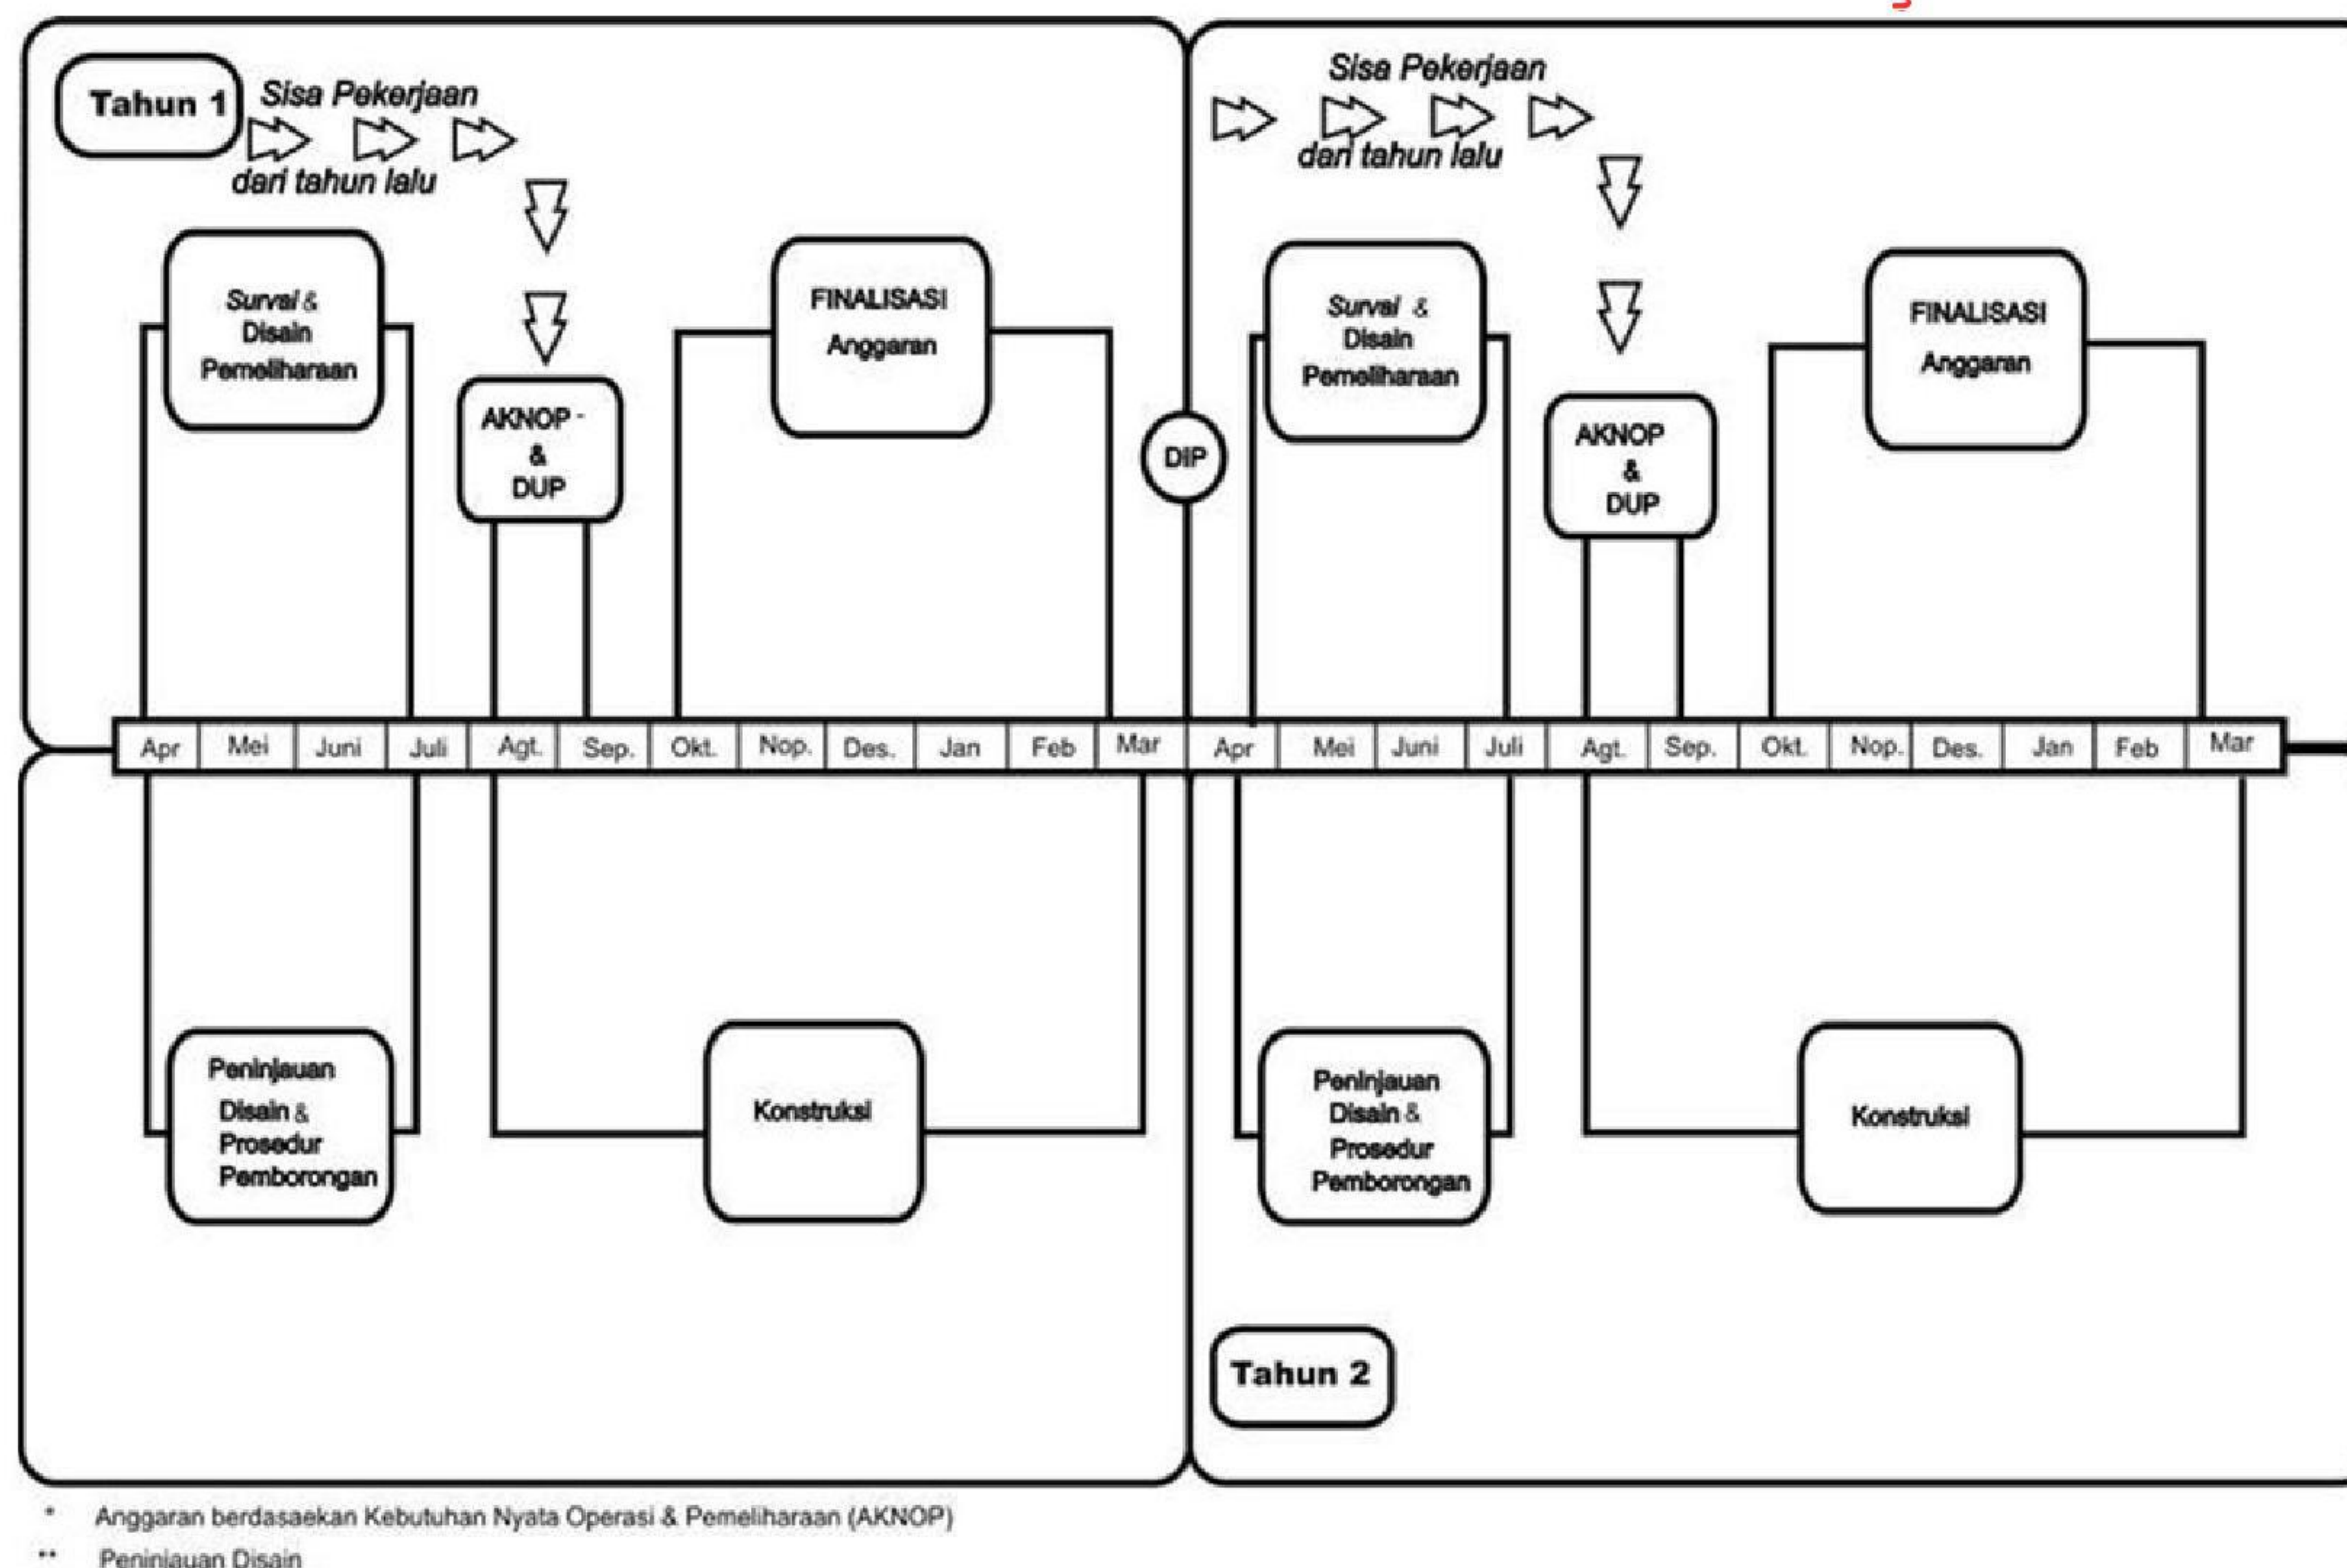 Tahun 1
Sisa Pekerjaan
dari tahun lalu
Survai &
Disain
Pemeliharaan
AKNOP -
&
DUP
FINALISASI
Anggaran
DIP
Sisa Pekerjaan
dari tahun lalu
Survai &
Disain
Pemeliharaan
AKNOP
&
DUP
FINALISASI
Anggaran
Apr Mei Juni Juli Agt. Sep. Okt. Nop. Des. Jan Feb Mar Apr Mei Juni Juli Agt. Sep. Okt. Nop. Des. Jan Feb Mar
Peninjauan
Disain &
Prosedur
Pemborongan
Konstruksi
Peninjauan
Disain &
Prosedur
Pemborongan
Konstruksi
Tahun 2
* Anggaran berdasaekan Kebutuhan Nyata Operasi & Pemeliharaan (AKNOP)
** Peninjauan Disain